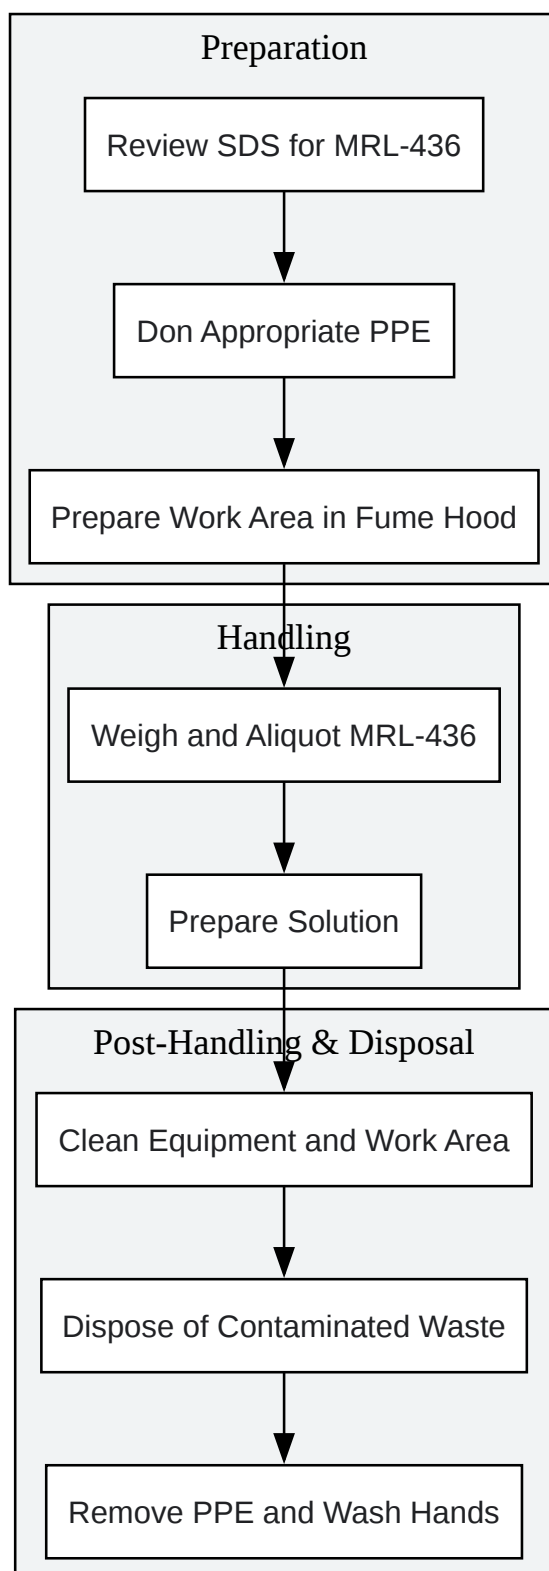 Preparation
Review SDS for MRL-436
Don Appropriate PPE
Prepare Work Area in Fume Hood
Handling
Weigh and Aliquot MRL-436
Prepare Solution
Post-Handling & Disposal
Clean Equipment and Work Area
Dispose of Contaminated Waste
Remove PPE and Wash Hands